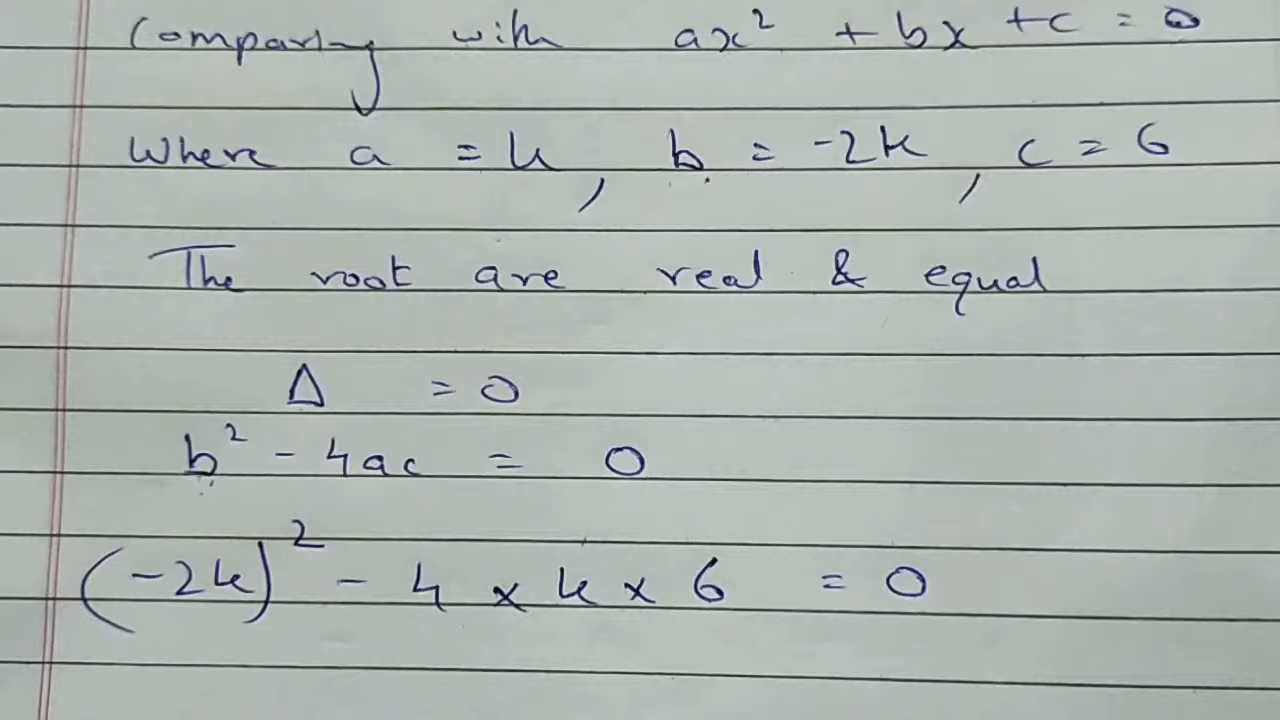 Comparing with ax² + bx + c = 0
Where a = k, b = -2k, c = 6
The root are real & equal
Δ = 0
b² - 4ac = 0
(-2k)² - 4 × k × 6 = 0